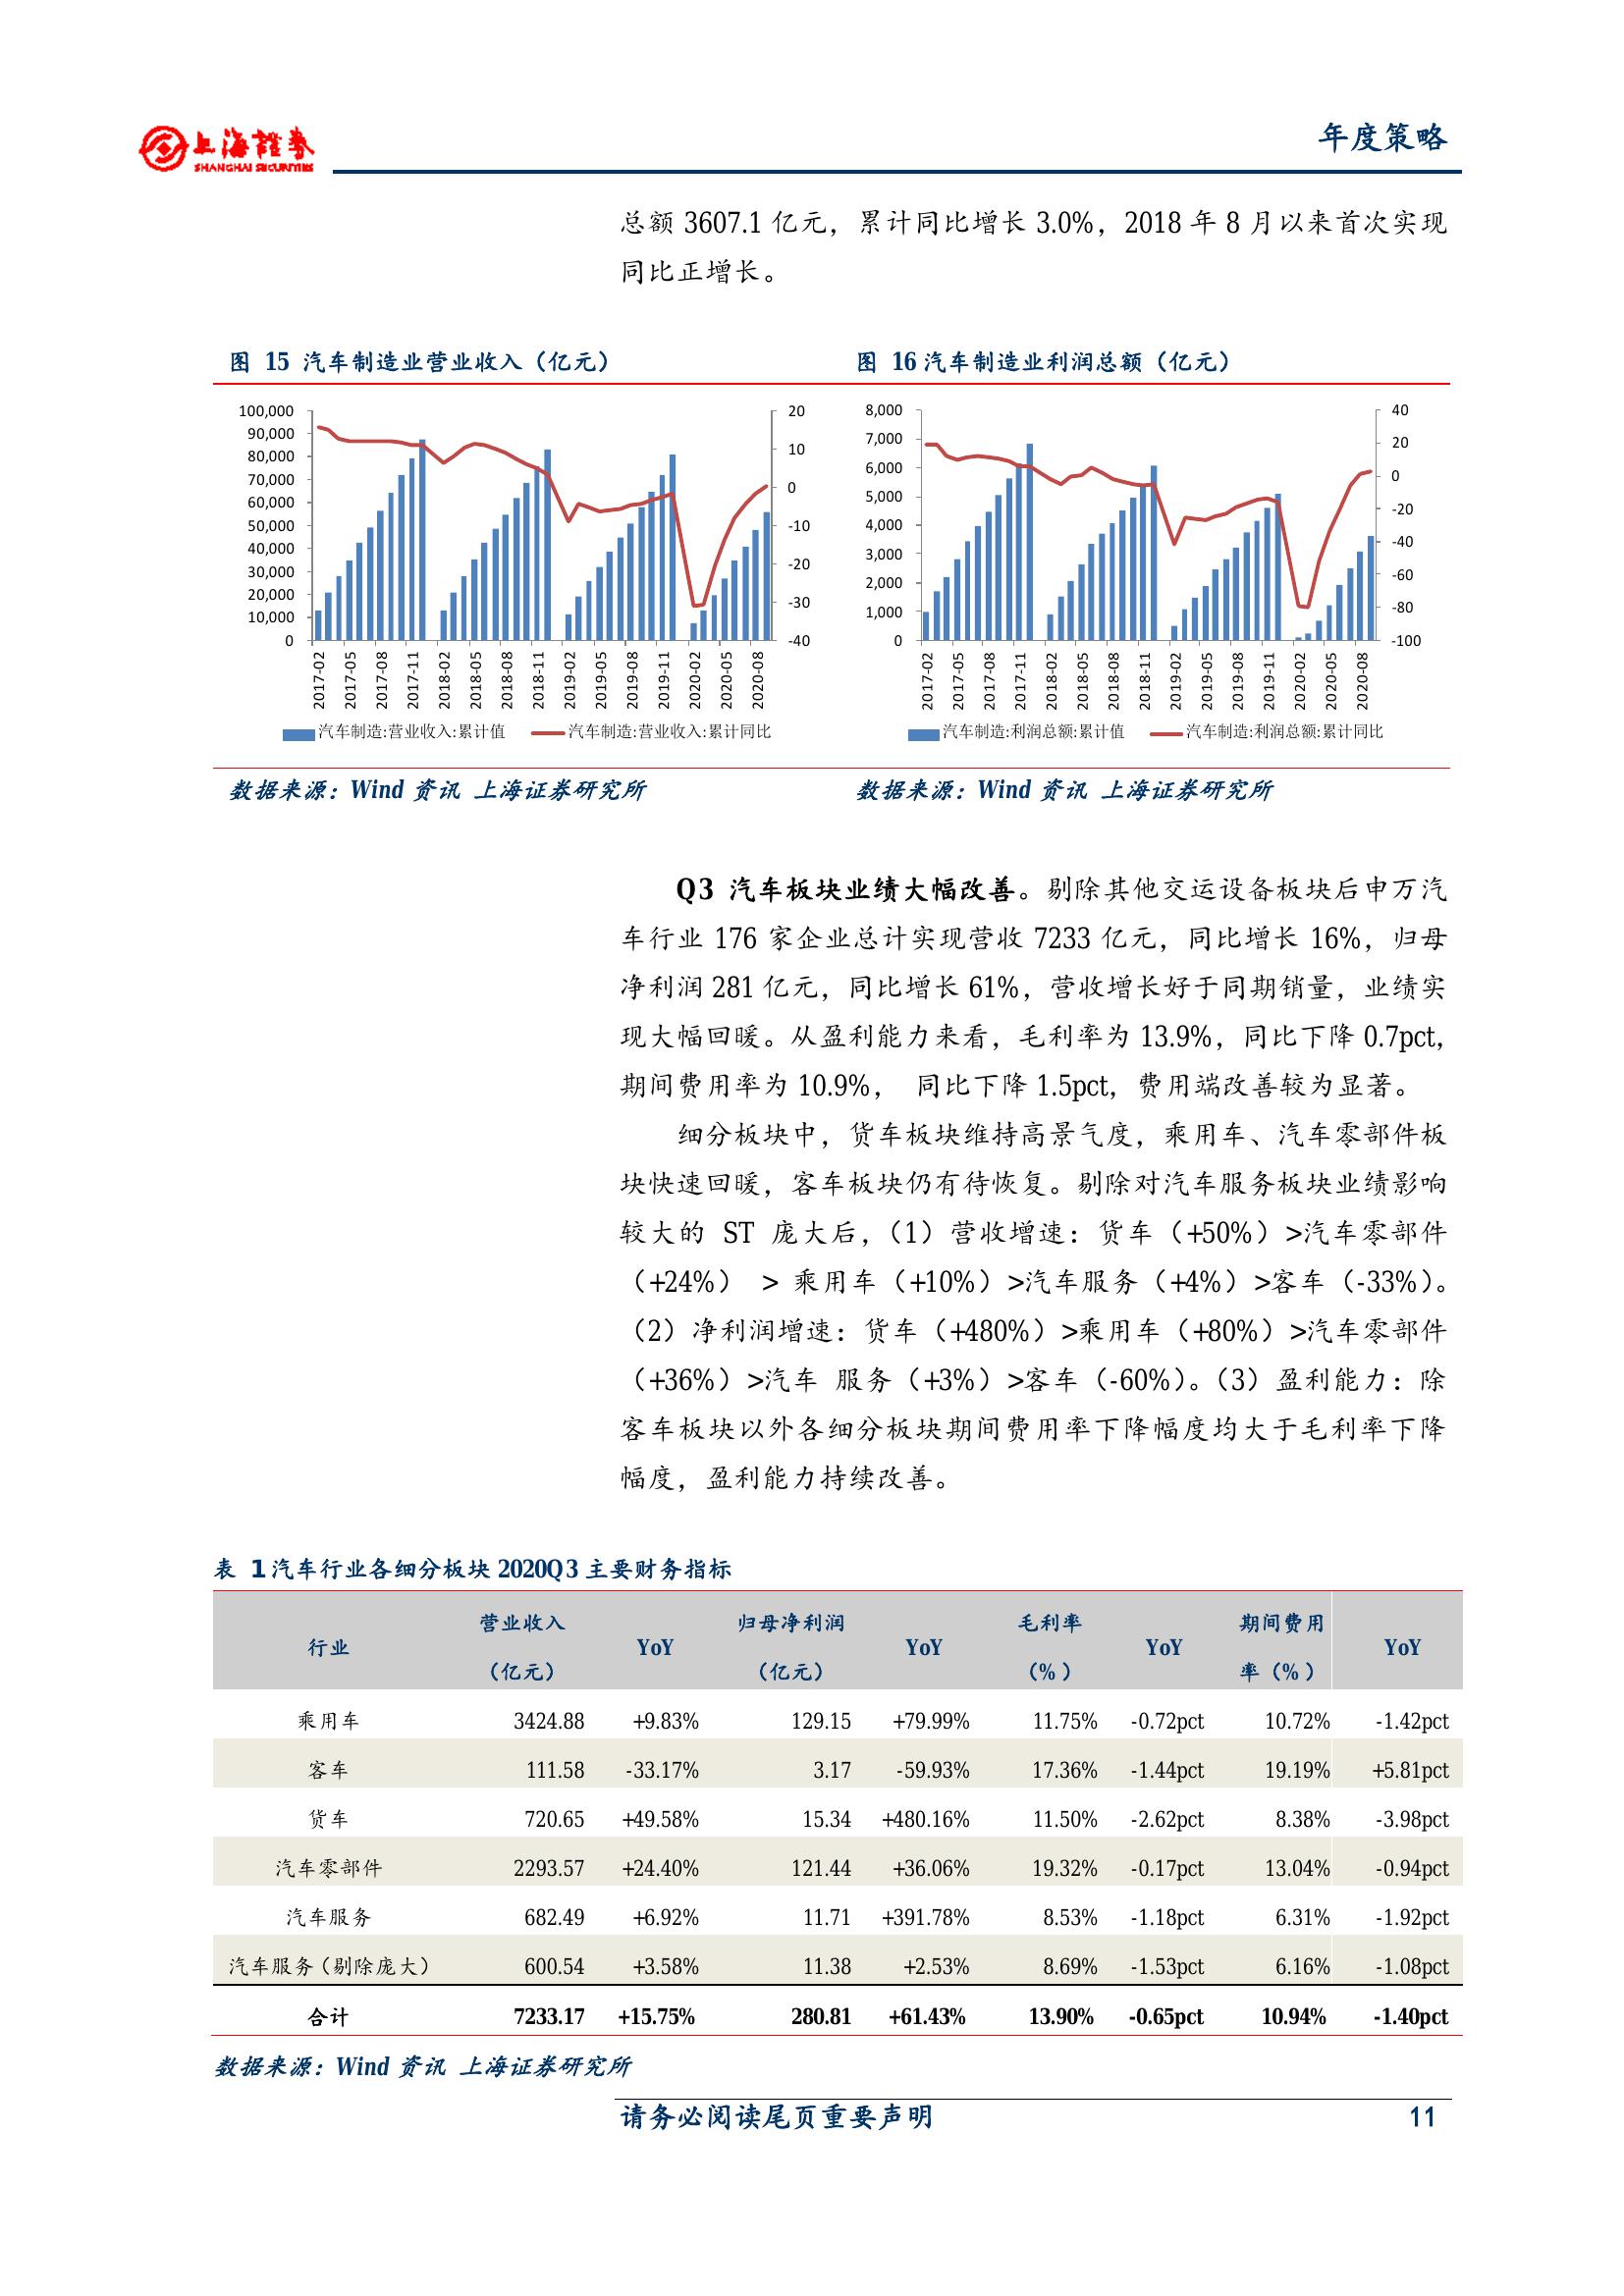 上海證券
SHANGHAI SECURITIES
年度策略
总额 3607.1 亿元，累计同比增长 3.0%，2018 年 8 月以来首次实现
同比正增长。
图 15 汽车制造业营业收入（亿元）
图 16 汽车制造业利润总额（亿元）
100,000
90,000
80,000
70,000
60,000
50,000
40,000
30,000
20,000
10,000
0
20
10
0
-10
-20
-30
-40
2017-02
2017-05
2017-08
2017-11
2018-02
2018-05
2018-08
2018-11
2019-02
2019-05
2019-08
2019-11
2020-02
2020-05
2020-08
汽车制造:营业收入:累计值 汽车制造:营业收入:累计同比
8,000
7,000
6,000
5,000
4,000
3,000
2,000
1,000
0
40
20
0
-20
-40
-60
-80
-100
2017-02
2017-05
2017-08
2017-11
2018-02
2018-05
2018-08
2018-11
2019-02
2019-05
2019-08
2019-11
2020-02
2020-05
2020-08
汽车制造:利润总额:累计值 汽车制造:利润总额:累计同比
数据来源：Wind 资讯 上海证券研究所
数据来源：Wind 资讯 上海证券研究所
Q3 汽车板块业绩大幅改善。剔除其他交运设备板块后申万汽
车行业 176 家企业总计实现营收 7233 亿元，同比增长 16%，归母
净利润 281 亿元，同比增长 61%，营收增长好于同期销量，业绩实
现大幅回暖。从盈利能力来看，毛利率为 13.9%，同比下降 0.7pct，
期间费用率为 10.9%， 同比下降 1.5pct，费用端改善较为显著。
细分板块中，货车板块维持高景气度，乘用车、汽车零部件板
块快速回暖，客车板块仍有待恢复。剔除对汽车服务板块业绩影响
较大的 ST 庞大后，（1）营收增速：货车（+50%）>汽车零部件
（+24%） > 乘用车（+10%）>汽车服务（+4%）>客车（-33%）。
（2）净利润增速：货车（+480%）>乘用车（+80%）>汽车零部件
（+36%）>汽车 服务（+3%）>客车（-60%）。（3）盈利能力：除
客车板块以外各细分板块期间费用率下降幅度均大于毛利率下降
幅度，盈利能力持续改善。
表 1 汽车行业各细分板块 2020Q3 主要财务指标
行业 营业收入（亿元） YoY 归母净利润（亿元） YoY 毛利率（%） YoY 期间费用率（%） YoY
乘用车 3424.88 +9.83% 129.15 +79.99% 11.75% -0.72pct 10.72% -1.42pct
客车 111.58 -33.17% 3.17 -59.93% 17.36% -1.44pct 19.19% +5.81pct
货车 720.65 +49.58% 15.34 +480.16% 11.50% -2.62pct 8.38% -3.98pct
汽车零部件 2293.57 +24.40% 121.44 +36.06% 19.32% -0.17pct 13.04% -0.94pct
汽车服务 682.49 +6.92% 11.71 +391.78% 8.53% -1.18pct 6.31% -1.92pct
汽车服务（剔除庞大） 600.54 +3.58% 11.38 +2.53% 8.69% -1.53pct 6.16% -1.08pct
合计 7233.17 +15.75% 280.81 +61.43% 13.90% -0.65pct 10.94% -1.40pct
数据来源：Wind 资讯 上海证券研究所
请务必阅读尾页重要声明 11